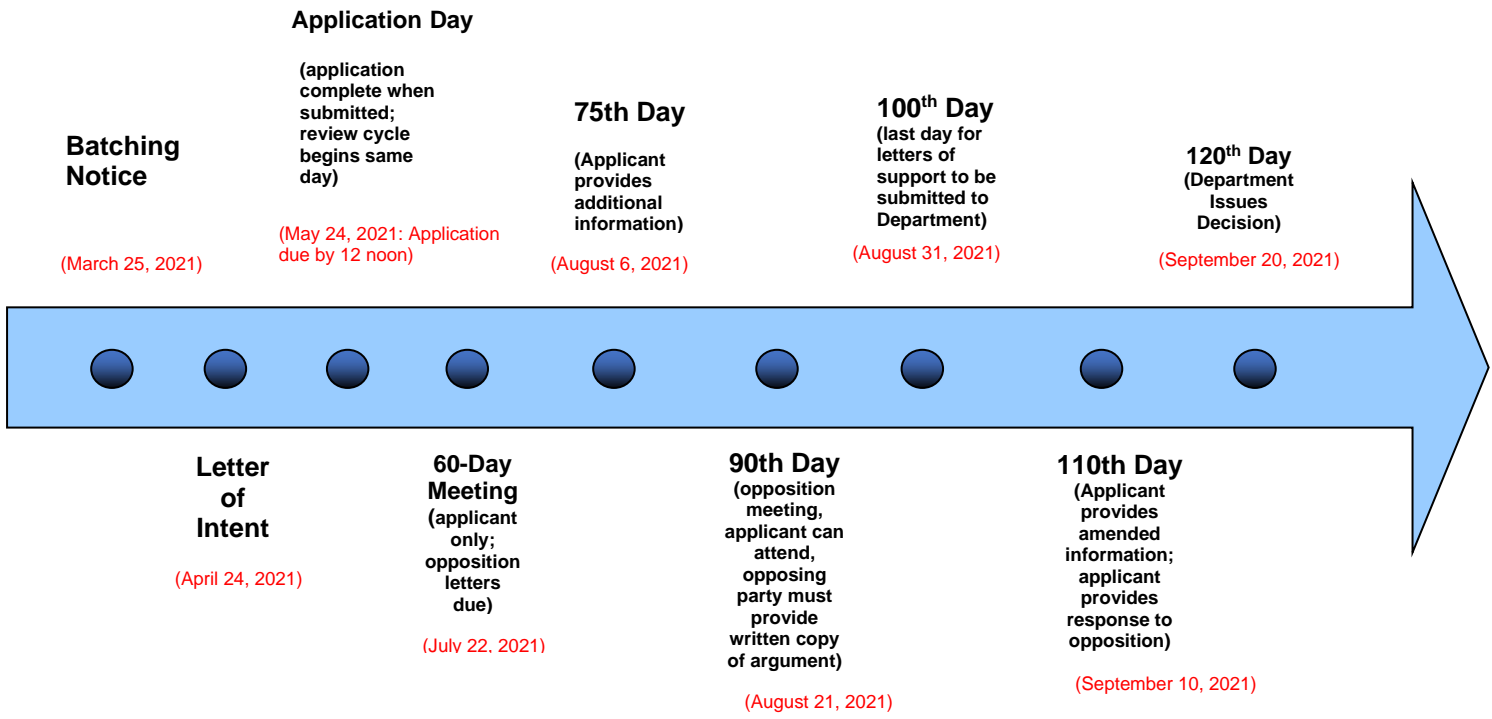 Batching
Notice
(March 25, 2021)
Application Day
(application
complete when
submitted;
review cycle
begins same
day)
(May 24, 2021: Application
due by 12 noon)
75th Day
(Applicant
provides
additional
information)
(August 6, 2021)
100th Day
(last day for
letters of
support to be
submitted to
Department)
(August 31, 2021)
120th Day
(Department
Issues
Decision)
(September 20, 2021)
Letter
of
Intent
(April 24, 2021)
60-Day
Meeting
(applicant
only;
opposition
letters
due)
(July 22, 2021)
90th Day
(opposition
meeting,
applicant can
attend,
opposing
party must
provide
written copy
of argument)
(August 21, 2021)
110th Day
(Applicant
provides
amended
information;
applicant
provides
response to
opposition)
(September 10, 2021)